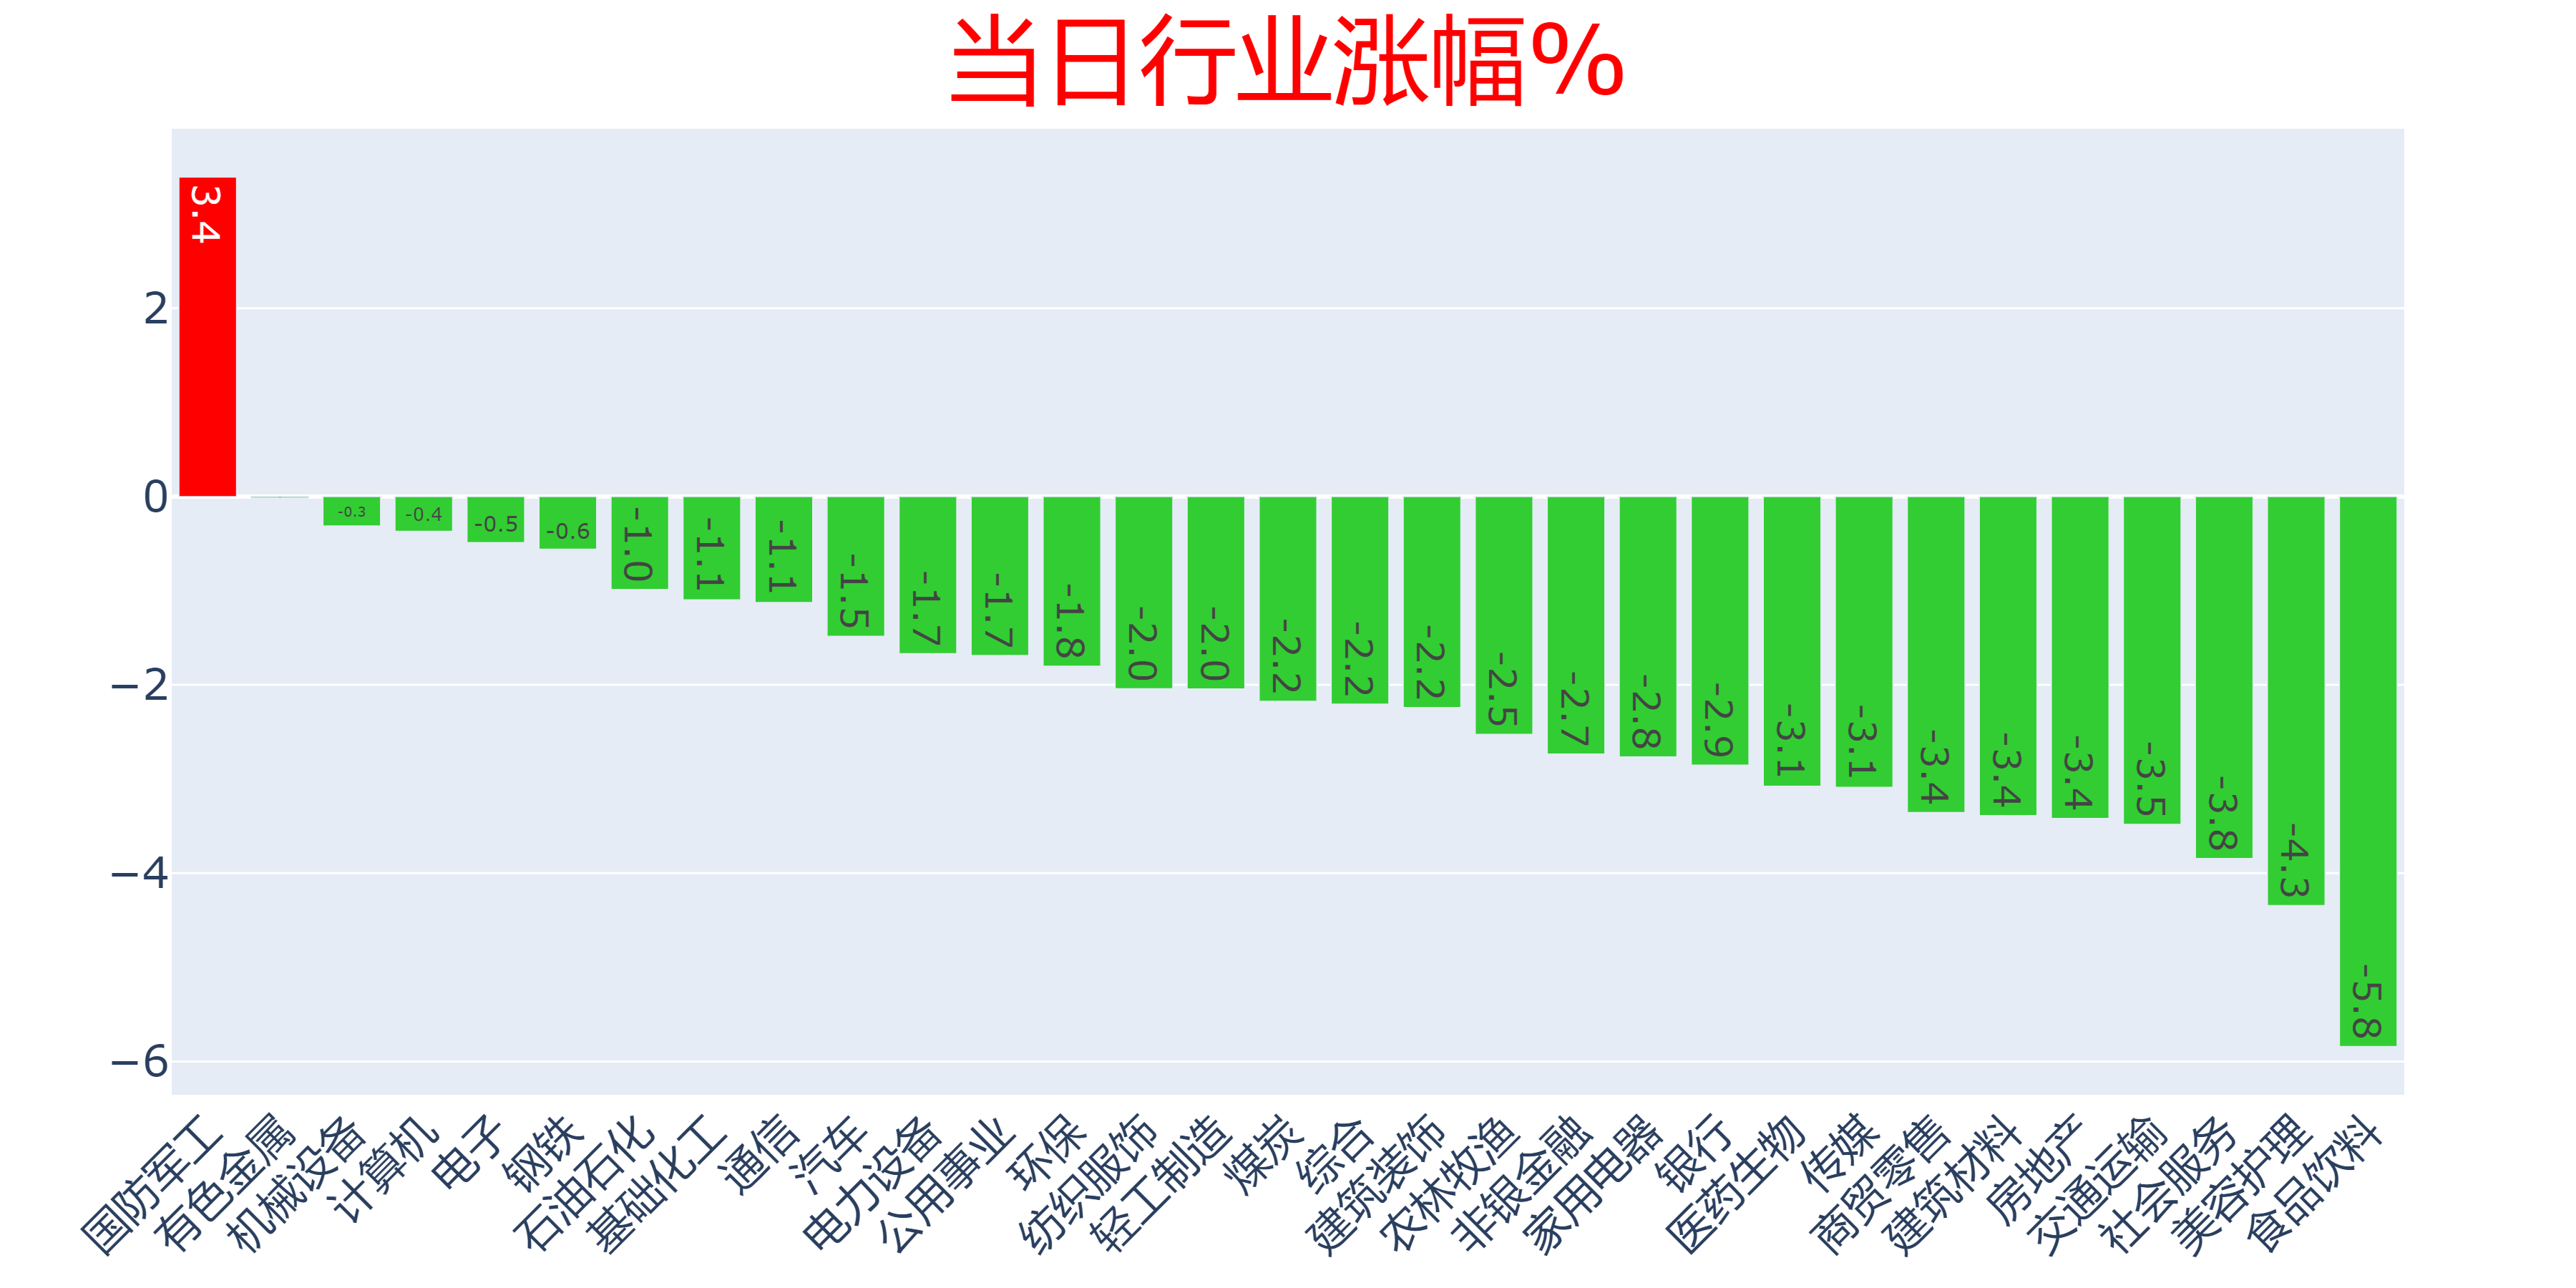 当日行业涨幅%
2
0
−2
−4
−6
3.4
-0.3
-0.4
-0.5
-0.6
-1.0
-1.1
-1.1
-1.5
-1.7
-1.7
-1.8
-2.0
-2.0
-2.2
-2.2
-2.2
-2.5
-2.7
-2.8
-2.9
-3.1
-3.1
-3.4
-3.4
-3.4
-3.5
-3.8
-4.3
-5.8
国防军工
有色金属
机械设备
计算机
电子
钢铁
石油石化
基础化工
通信
汽车
电力设备
公用事业
环保
纺织服饰
轻工制造
煤炭
综合
建筑装饰
农林牧渔
非银金融
家用电器
银行
医药生物
传媒
商贸零售
建筑材料
房地产
交通运输
社会服务
美容护理
食品饮料